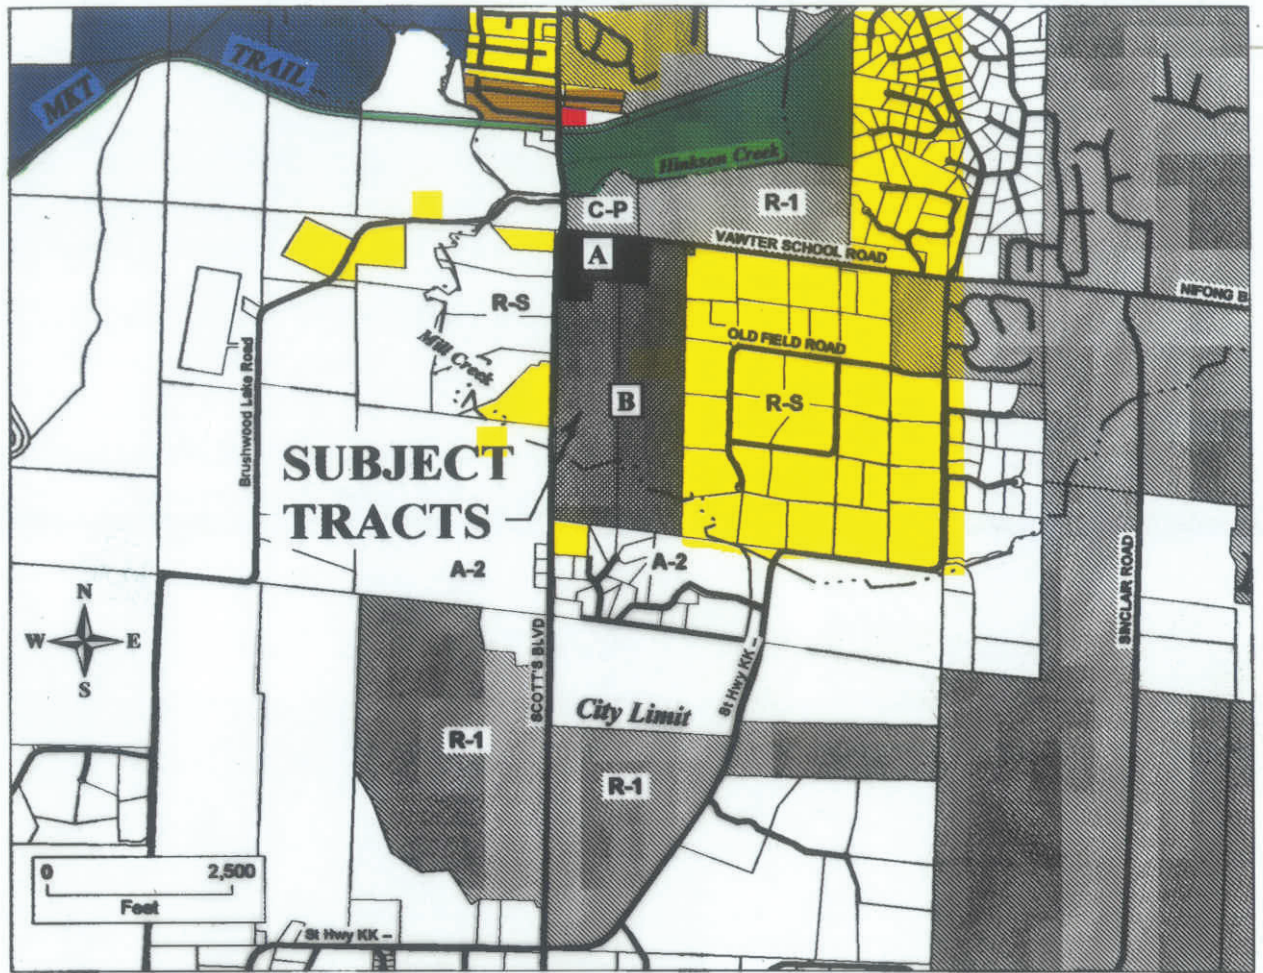 MKT
TRAIL
Hinkson Creek
C-P
R-1
VAWTER SCHOOL ROAD
A
NIFONG B
R-S
Mill Creek
OLD FIELD ROAD
Brushwood Lake Road
B
R-S
SUBJECT
TRACTS
A-2
A-2
SINCLAIR ROAD
N
W
E
S
SCOTT'S BLVD
St Hwy KK –
City Limit
R-1
R-1
0
2,500
Feet
St Hwy KK –